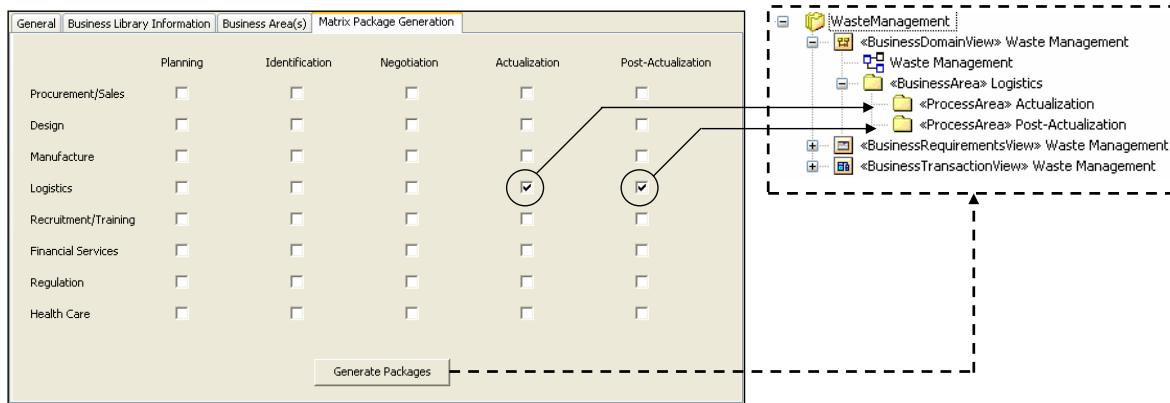 General Business Library Information Business Area(s) Matrix Package Generation
Planning Identification Negotiation Actualization Post-Actualization
Procurement/Sales
Design
Manufacture
Logistics
Recruitment/Training
Financial Services
Regulation
Health Care
Generate Packages
WasteManagement
«BusinessDomainView» Waste Management
Waste Management
«BusinessArea» Logistics
«ProcessArea» Actualization
«ProcessArea» Post-Actualization
«BusinessRequirementsView» Waste Management
«BusinessTransactionView» Waste Management